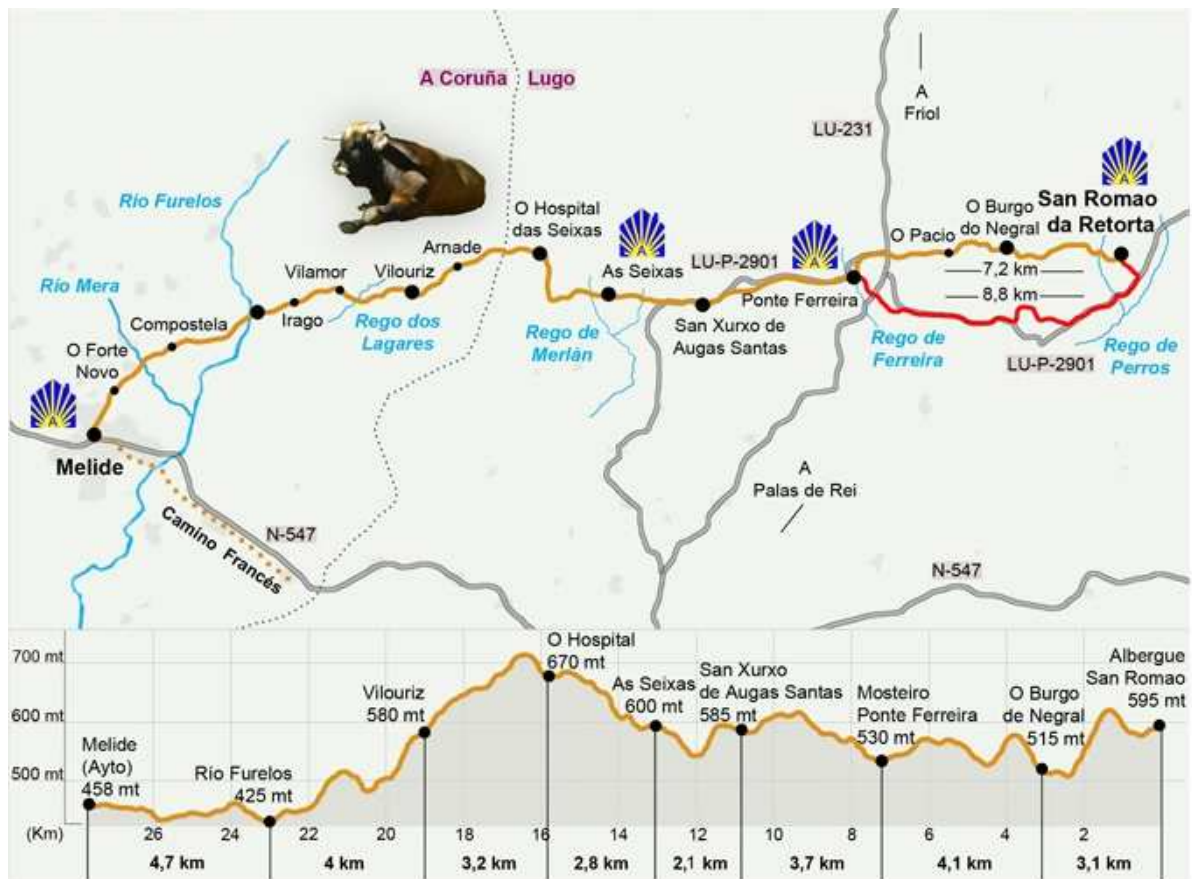 A Coruña
Lugo
A
Friol
LU-231
Río Furelos
Río Mera
O Hospital
das Seixas
Arnade
Vilouriz
Vilamor
Irago
Compostela
O Forte
Novo
Rego dos
Lagares
Rego de
Merlán
As Seixas
LU-P-2901
San Xurxo de
Augas Santas
Ponte Ferreira
Rego de
Ferreira
O Pacio
O Burgo
do Negral
San Romao
da Retorta
7,2 km
8,8 km
LU-P-2901
Rego de
Perros
A
A
A
A
Melide
Camino Francés
N-547
A
Palas de Rei
N-547
700 mt
600 mt
500 mt
(Km)
Melide
(Ayto)
458 mt
Río Furelos
425 mt
Vilouriz
580 mt
O Hospital
670 mt
As Seixas
600 mt
San Xurxo
de Augas Santas
585 mt
Mosteiro
Ponte Ferreira
530 mt
O Burgo
de Negral
515 mt
Albergue
San Romao
595 mt
26 24 22 20 18 16 14 12 10 8 6 4 2
4,7 km 4 km 3,2 km 2,8 km 2,1 km 3,7 km 4,1 km 3,1 km